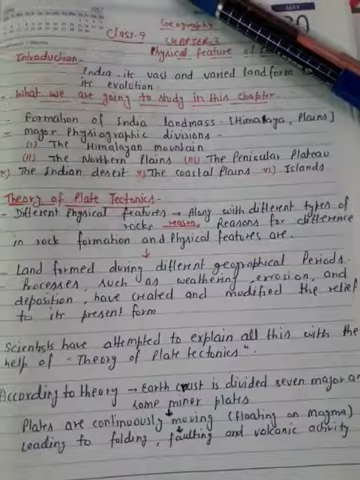 Geography
Class-9
CHAPTER-2
Physical feature of
Introduction-
India, its vast and varied landform
its evolution.
- What we are going to study in this chapter-
- Formation of India landmass- [Himalaya, Plains]
- major Physiographic divisions-
(i) The Himalayan mountain
(ii) The Northern Plains (iii) The Penisular Plateau
The Indian desert v) The coastal Plains vi) Islands
Theory of Plate Tectonics-
- Different Physical features → Along with different types of
rocks, reason, Reasons for difference
in rock formation and Physical features are.
↓
- Land formed during different geographical Periods.
- Processes, such as weathering, errosion, and
deposition, have created and modified the relief
to its present form
Scientists have attempted to explain all this with the
help of "Theory of Plate tectonics".
According to theory → Earth crust is divided seven major
some minor plates
↓
Plates are continuously moving (floating on magma)
Leading to folding, faulting and volcanic activity